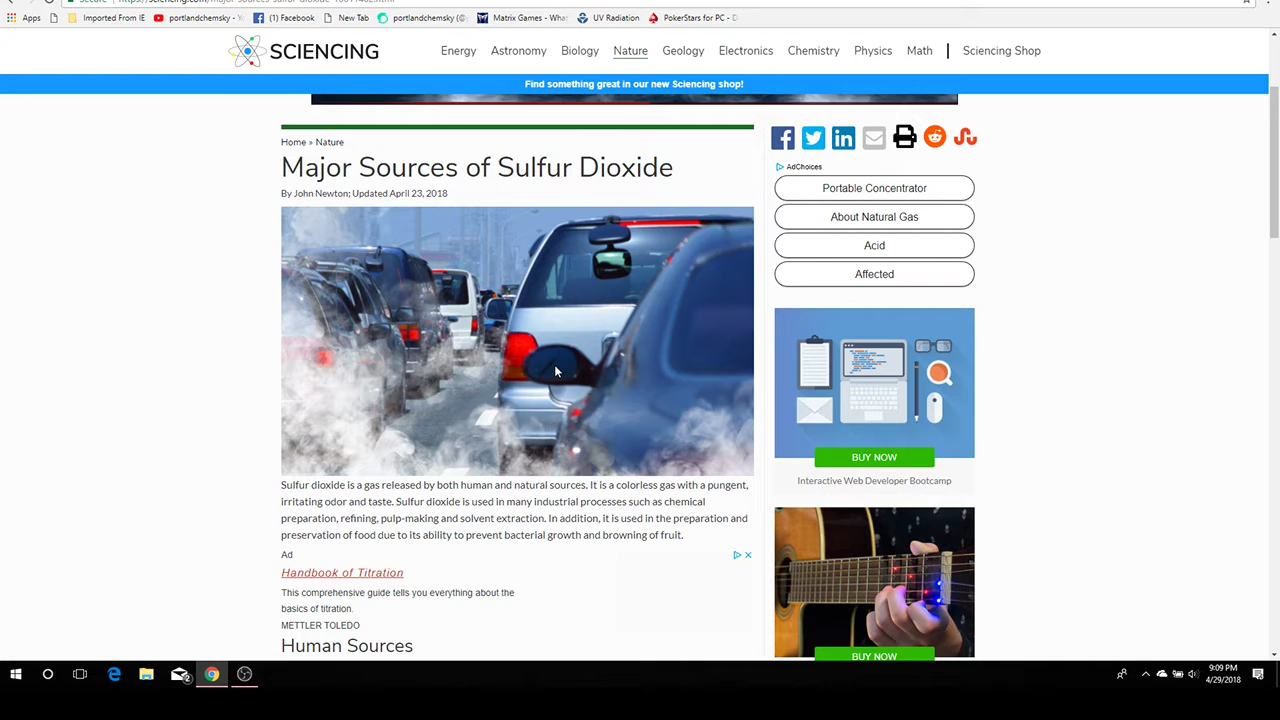 Secure
Apps
Imported From IE
portlandchemsky - Y
(1) Facebook
New Tab
portlandchemsky (@
Matrix Games - Wha
UV Radiation
PokerStars for PC - D
SCIENCING
Energy
Astronomy
Biology
Nature
Geology
Electronics
Chemistry
Physics
Math
Sciencing Shop
Find something great in our new Sciencing shop!
Home » Nature
Major Sources of Sulfur Dioxide
By John Newton; Updated April 23, 2018
Sulfur dioxide is a gas released by both human and natural sources. It is a colorless gas with a pungent,
irritating odor and taste. Sulfur dioxide is used in many industrial processes such as chemical
preparation, refining, pulp-making and solvent extraction. In addition, it is used in the preparation and
preservation of food due to its ability to prevent bacterial growth and browning of fruit.
Ad
Handbook of Titration
This comprehensive guide tells you everything about the
basics of titration.
METTLER TOLEDO
Human Sources
AdChoices
Portable Concentrator
About Natural Gas
Acid
Affected
BUY NOW
Interactive Web Developer Bootcamp
BUY NOW
9:09 PM
4/29/2018